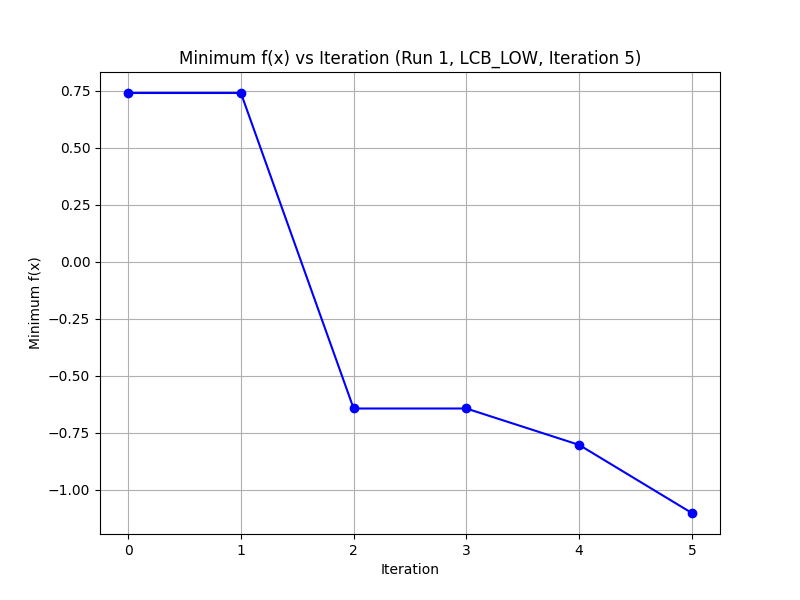 Minimum f(x) vs Iteration (Run 1, LCB_LOW, Iteration 5)
Minimum f(x)
0.75
0.50
0.25
0.00
−0.25
−0.50
−0.75
−1.00
0 1 2 3 4 5
Iteration